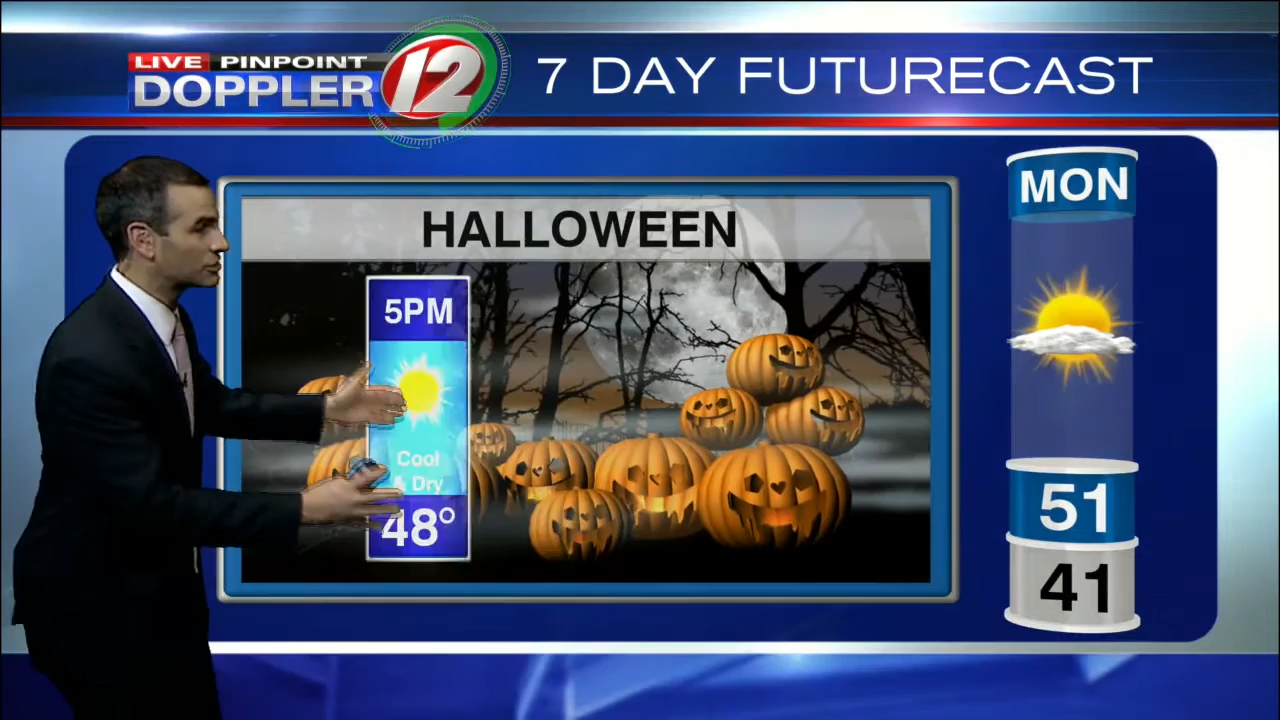 LIVE PINPOINT
DOPPLER 12
7 DAY FUTURECAST
HALLOWEEN
5PM
Cool
& Dry
48°
MON
51
41